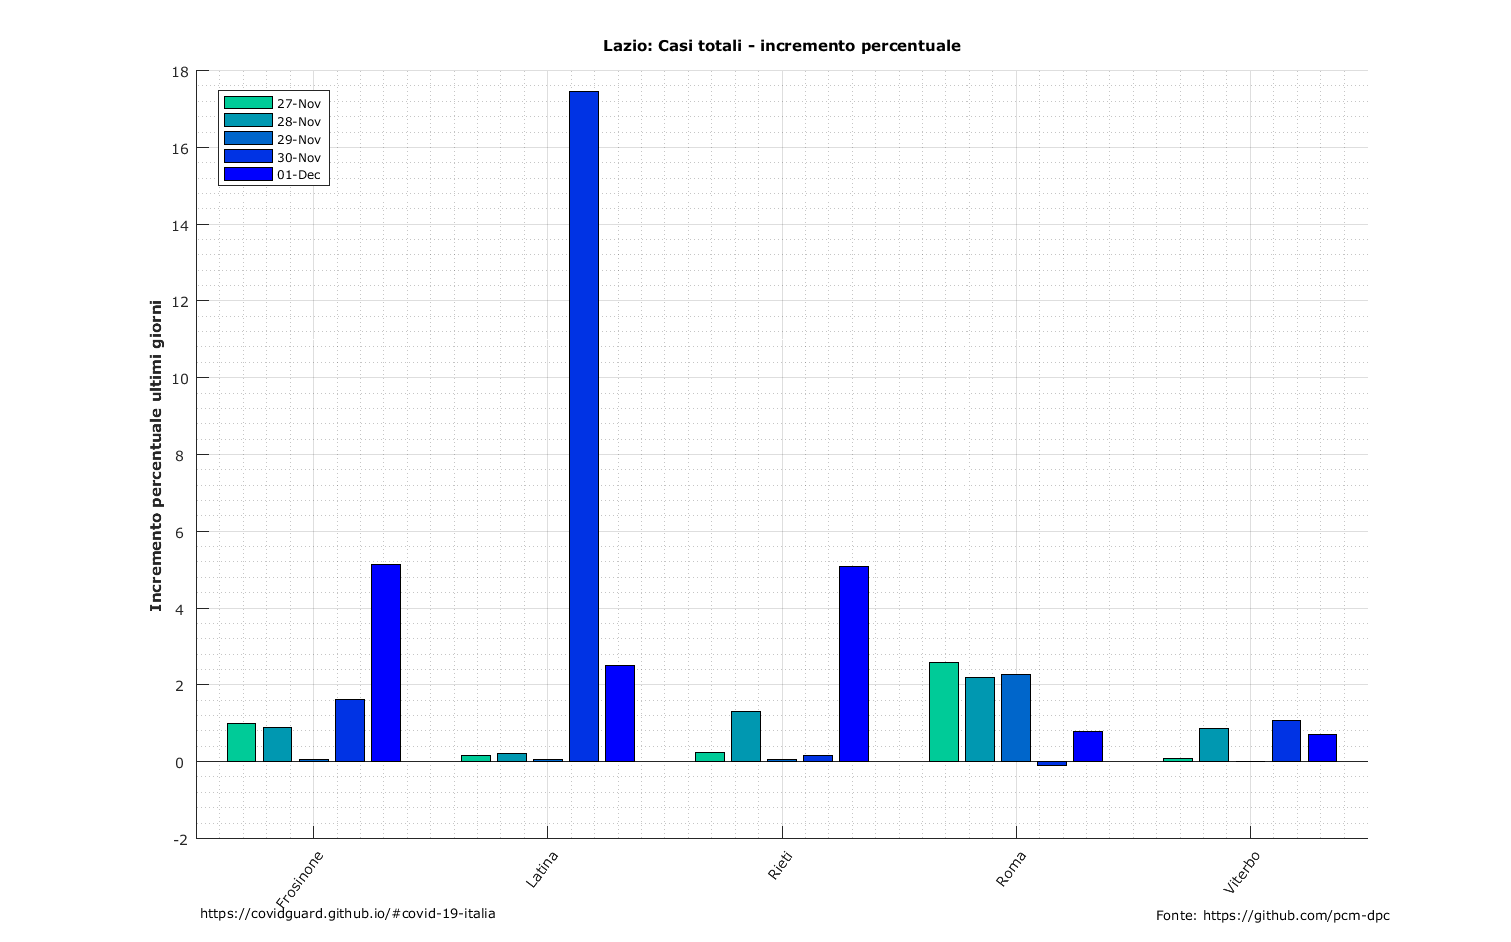 Lazio: Casi totali - incremento percentuale
18
16
14
12
10
8
6
4
2
0
-2
Incremento percentuale ultimi giorni
27-Nov
28-Nov
29-Nov
30-Nov
01-Dec
Frosinone
Latina
Rieti
Roma
Viterbo
https://covidguard.github.io/#covid-19-italia
Fonte: https://github.com/pcm-dpc